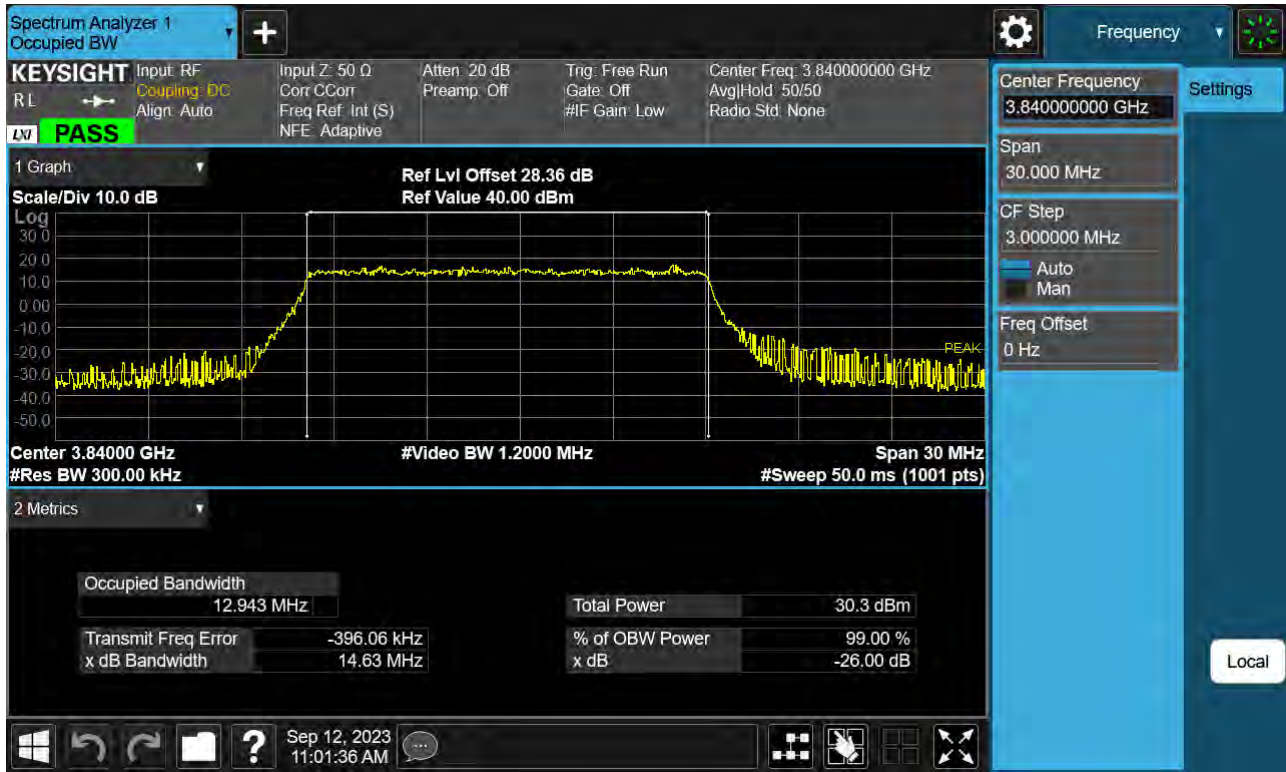 Spectrum Analyzer 1
Occupied BW
Frequency
KEYSIGHT
RL
LXI
PASS
Input: RF
Coupling: DC
Align: Auto
Input Z: 50 Ω
Corr CCorr
Freq Ref: Int (S)
NFE: Adaptive
Atten: 20 dB
Preamp: Off
Trig: Free Run
Gate: Off
#IF Gain: Low
Center Freq: 3.840000000 GHz
Avg|Hold: 50/50
Radio Std: None
Center Frequency
3.840000000 GHz
Settings
Span
30.000 MHz
CF Step
3.000000 MHz
Auto
Man
Freq Offset
0 Hz
Local
1 Graph
Scale/Div 10.0 dB
Ref Lvl Offset 28.36 dB
Ref Value 40.00 dBm
Log
30.0
20.0
10.0
0.00
-10.0
-20.0
-30.0
-40.0
-50.0
PEAK
Center 3.84000 GHz
#Video BW 1.2000 MHz
Span 30 MHz
#Res BW 300.00 kHz
#Sweep 50.0 ms (1001 pts)
2 Metrics
Occupied Bandwidth
12.943 MHz
Transmit Freq Error -396.06 kHz
x dB Bandwidth 14.63 MHz
Total Power 30.3 dBm
% of OBW Power 99.00 %
x dB -26.00 dB
?
Sep 12, 2023
11:01:36 AM